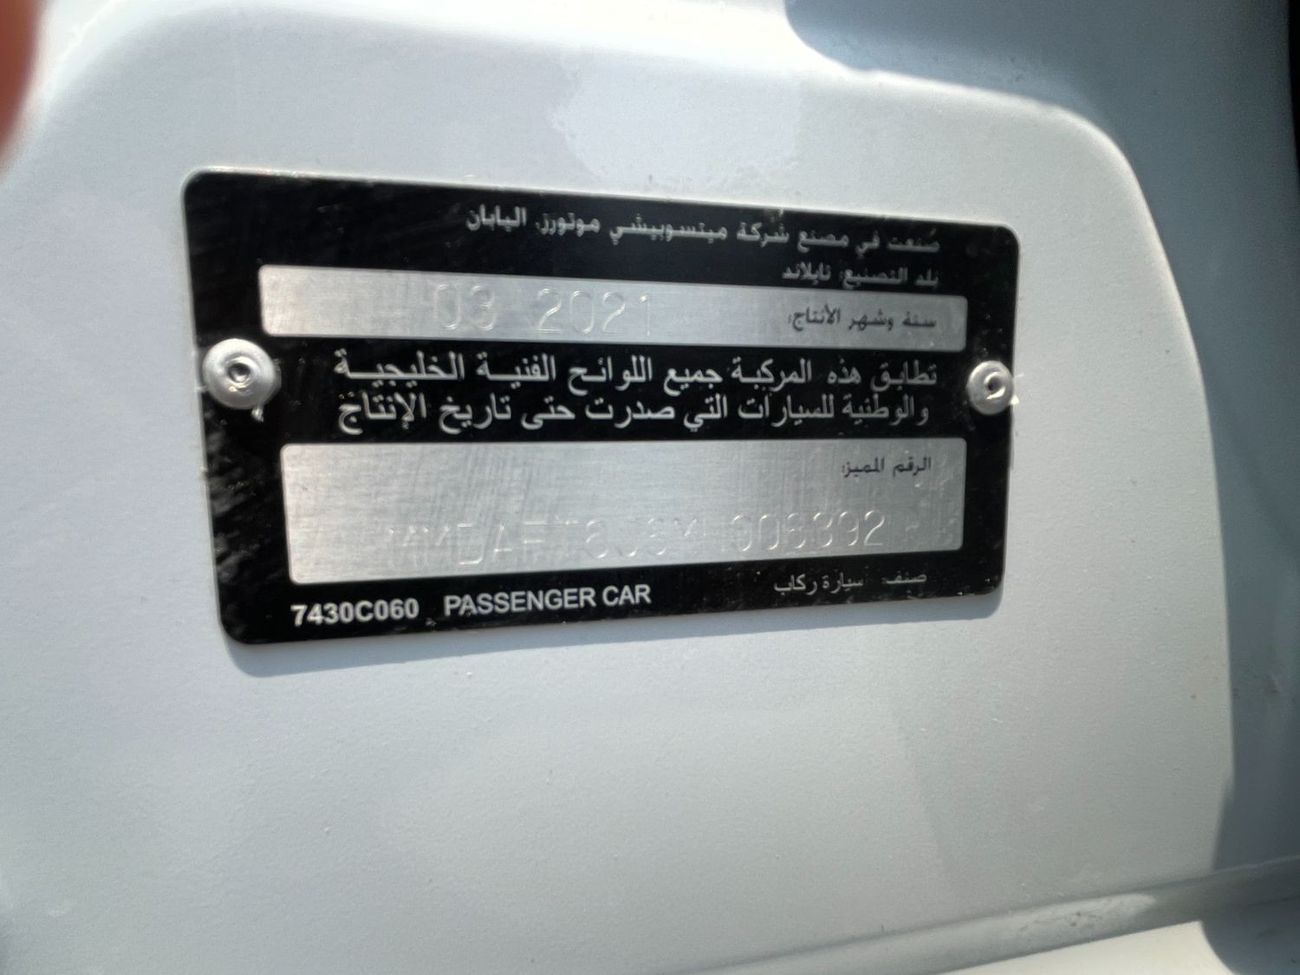 صنعت في مصنع شركة ميتسوبيشي موتورز، اليابان
بلد التصنيع: تايلاند
سنة وشهر الأنتاج: 03 2021
تطابق هذه المركبة جميع اللوائح الفنية الخليجية
والوطنية للسيارات التي صدرت حتى تاريخ الإنتاج
الرقم المميز:
صنف: سيارة ركاب
7430C060 PASSENGER CAR